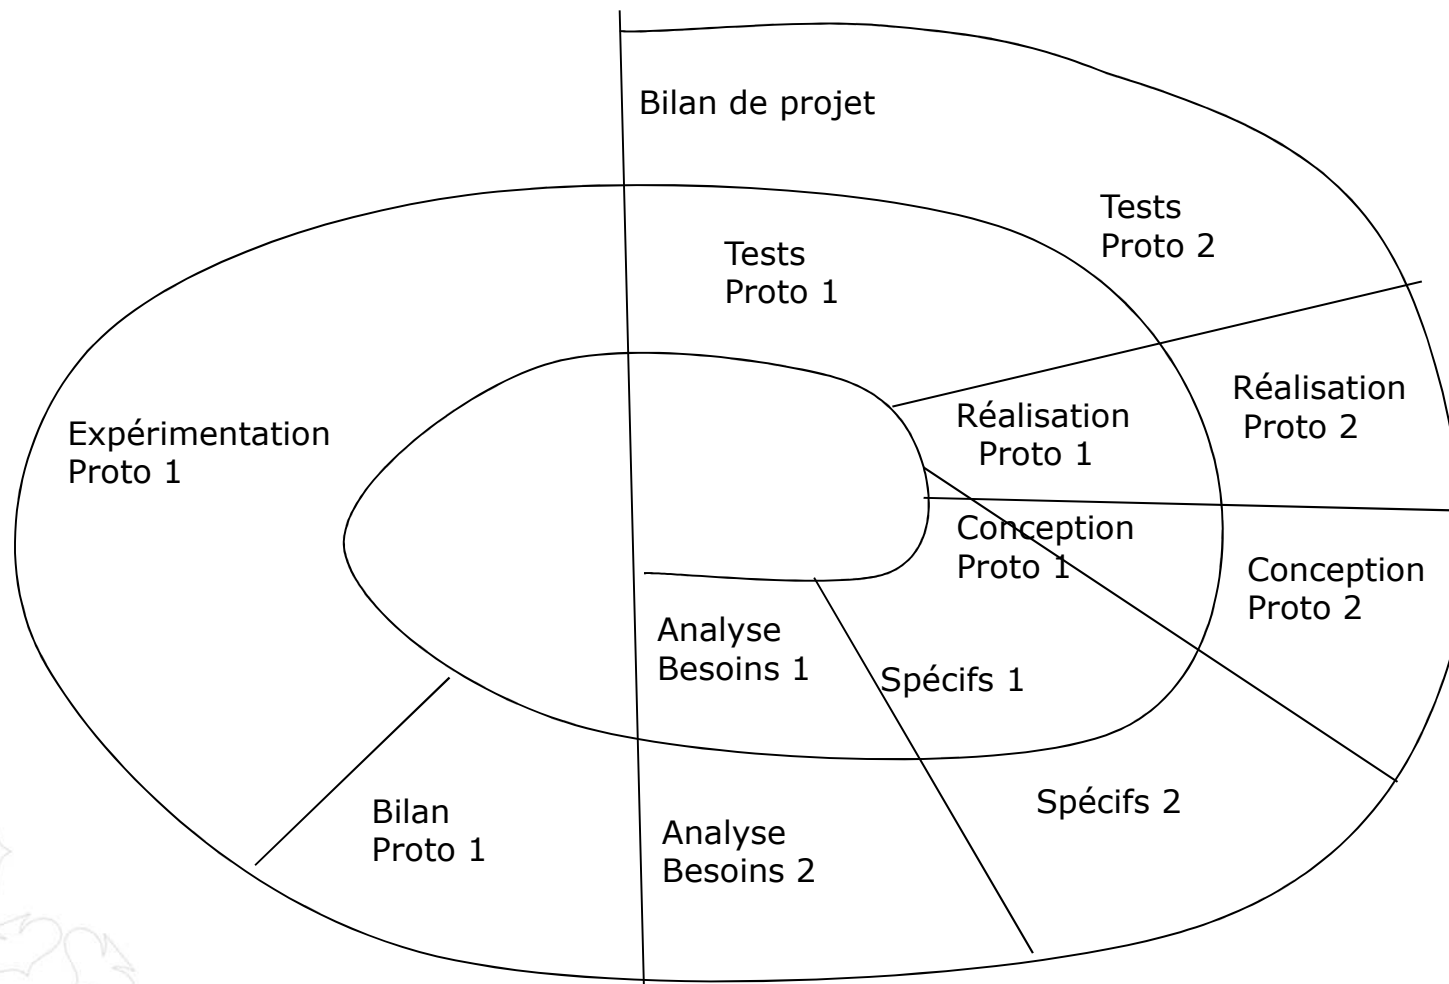 Bilan de projet
Tests
Proto 2
Tests
Proto 1
Réalisation
Proto 2
Réalisation
Proto 1
Expérimentation
Proto 1
Conception
Proto 1
Conception
Proto 2
Analyse
Besoins 1
Spécifs 1
Spécifs 2
Bilan
Proto 1
Analyse
Besoins 2